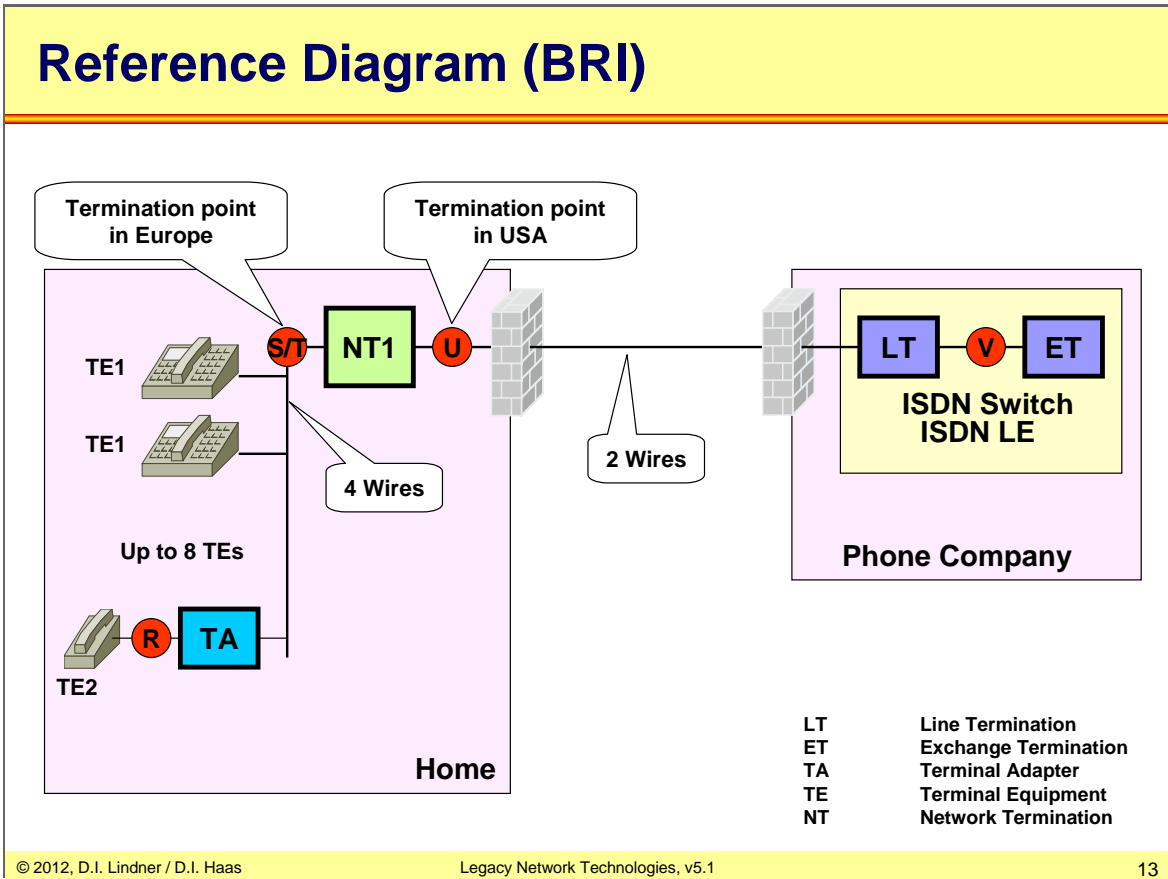 Reference Diagram (BRI)
Termination point
in Europe
Termination point
in USA
S/T
NT1
U
LT
V
ET
TE1
ISDN Switch
ISDN LE
TE1
2 Wires
4 Wires
Up to 8 TEs
Phone Company
R
TA
TE2
Home
LT Line Termination
ET Exchange Termination
TA Terminal Adapter
TE Terminal Equipment
NT Network Termination
© 2012, D.I. Lindner / D.I. Haas
Legacy Network Technologies, v5.1
13